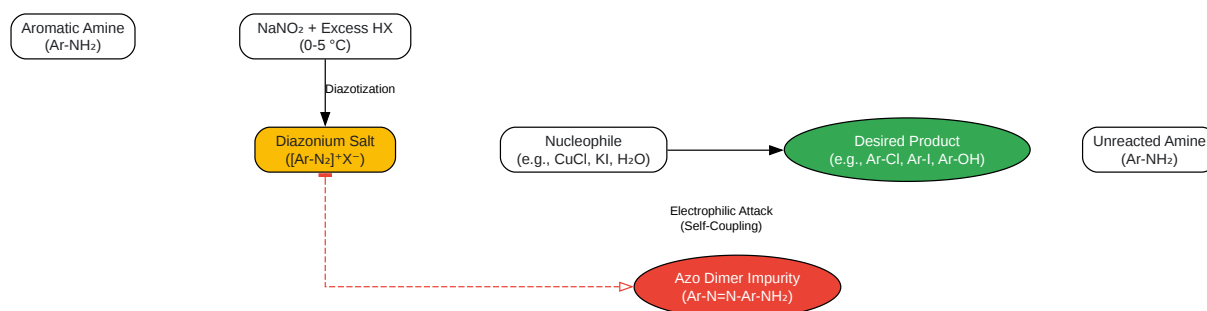 Aromatic Amine
(Ar-NH₂)
NaNO₂ + Excess HX
(0-5 °C)
Diazotization
Diazonium Salt
([Ar-N₂]⁺X⁻)
Nucleophile
(e.g., CuCl, KI, H₂O)
Desired Product
(e.g., Ar-Cl, Ar-I, Ar-OH)
Unreacted Amine
(Ar-NH₂)
Electrophilic Attack
(Self-Coupling)
Azo Dimer Impurity
(Ar-N=N-Ar-NH₂)